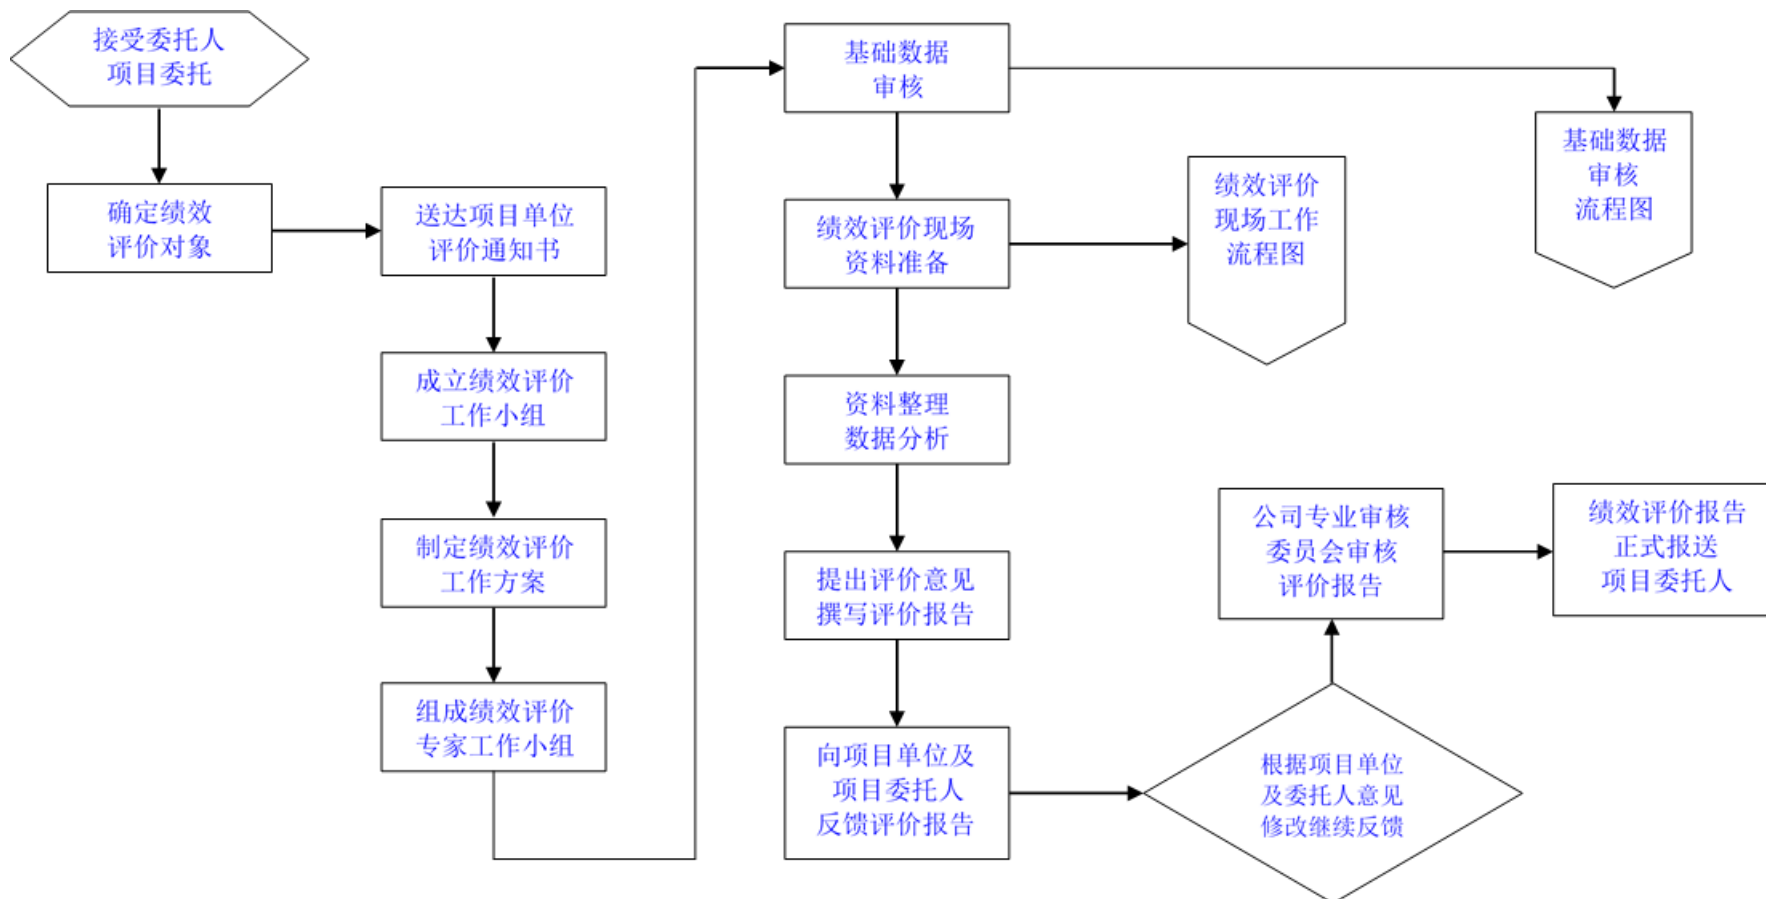 接受委托人
项目委托
确定绩效
评价对象
送达项目单位
评价通知书
成立绩效评价
工作小组
制定绩效评价
工作方案
组成绩效评价
专家工作小组
基础数据
审核
绩效评价现场
资料准备
资料整理
数据分析
提出评价意见
撰写评价报告
向项目单位及
项目委托人
反馈评价报告
绩效评价
现场工作
流程图
基础数据
审核
流程图
根据项目单位
及委托人意见
修改继续反馈
公司专业审核
委员会审核
评价报告
绩效评价报告
正式报送
项目委托人